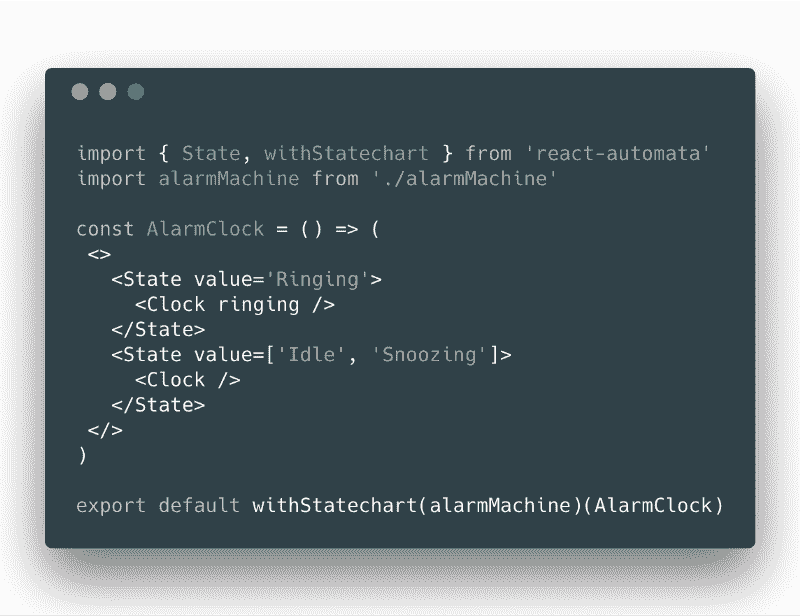 import { State, withStatechart } from 'react-automata'
import alarmMachine from './alarmMachine'
const AlarmClock = () => (
<>
<State value='Ringing'>
<Clock ringing />
</State>
<State value=['Idle', 'Snoozing']>
<Clock />
</State>
</>
)
export default withStatechart(alarmMachine)(AlarmClock)